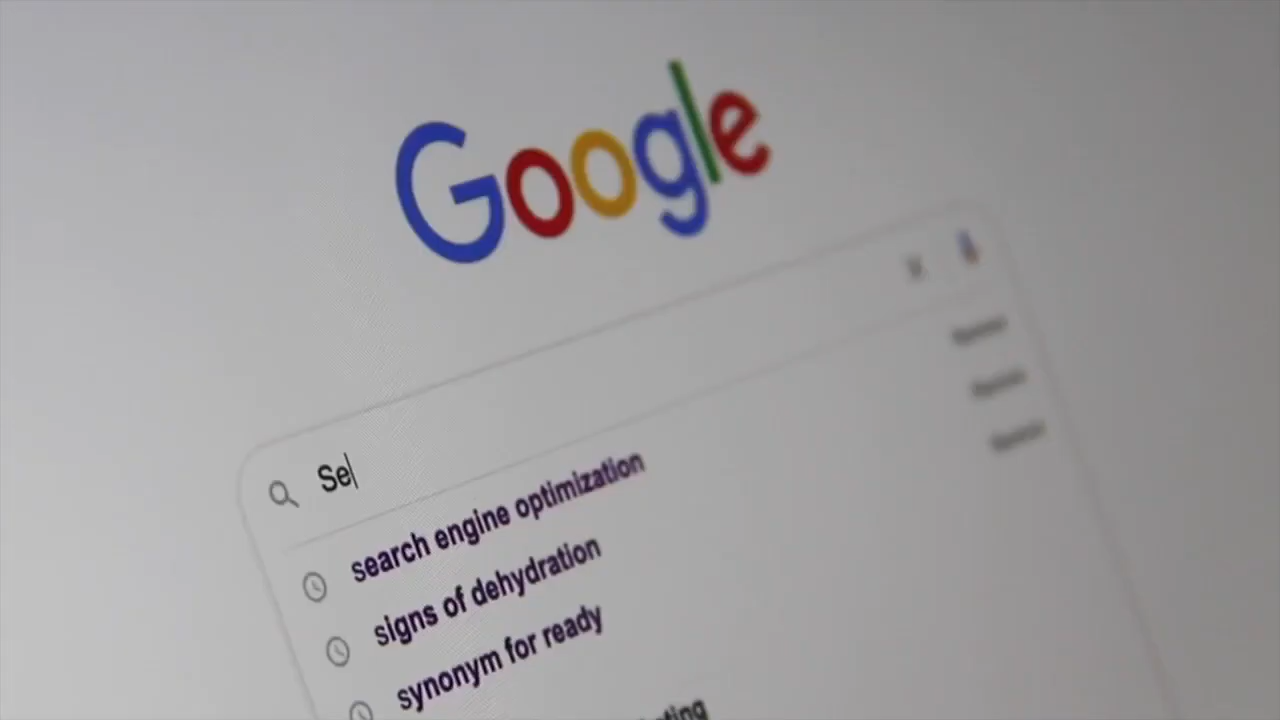 Google
Se
search engine optimization
signs of dehydration
synonym for ready